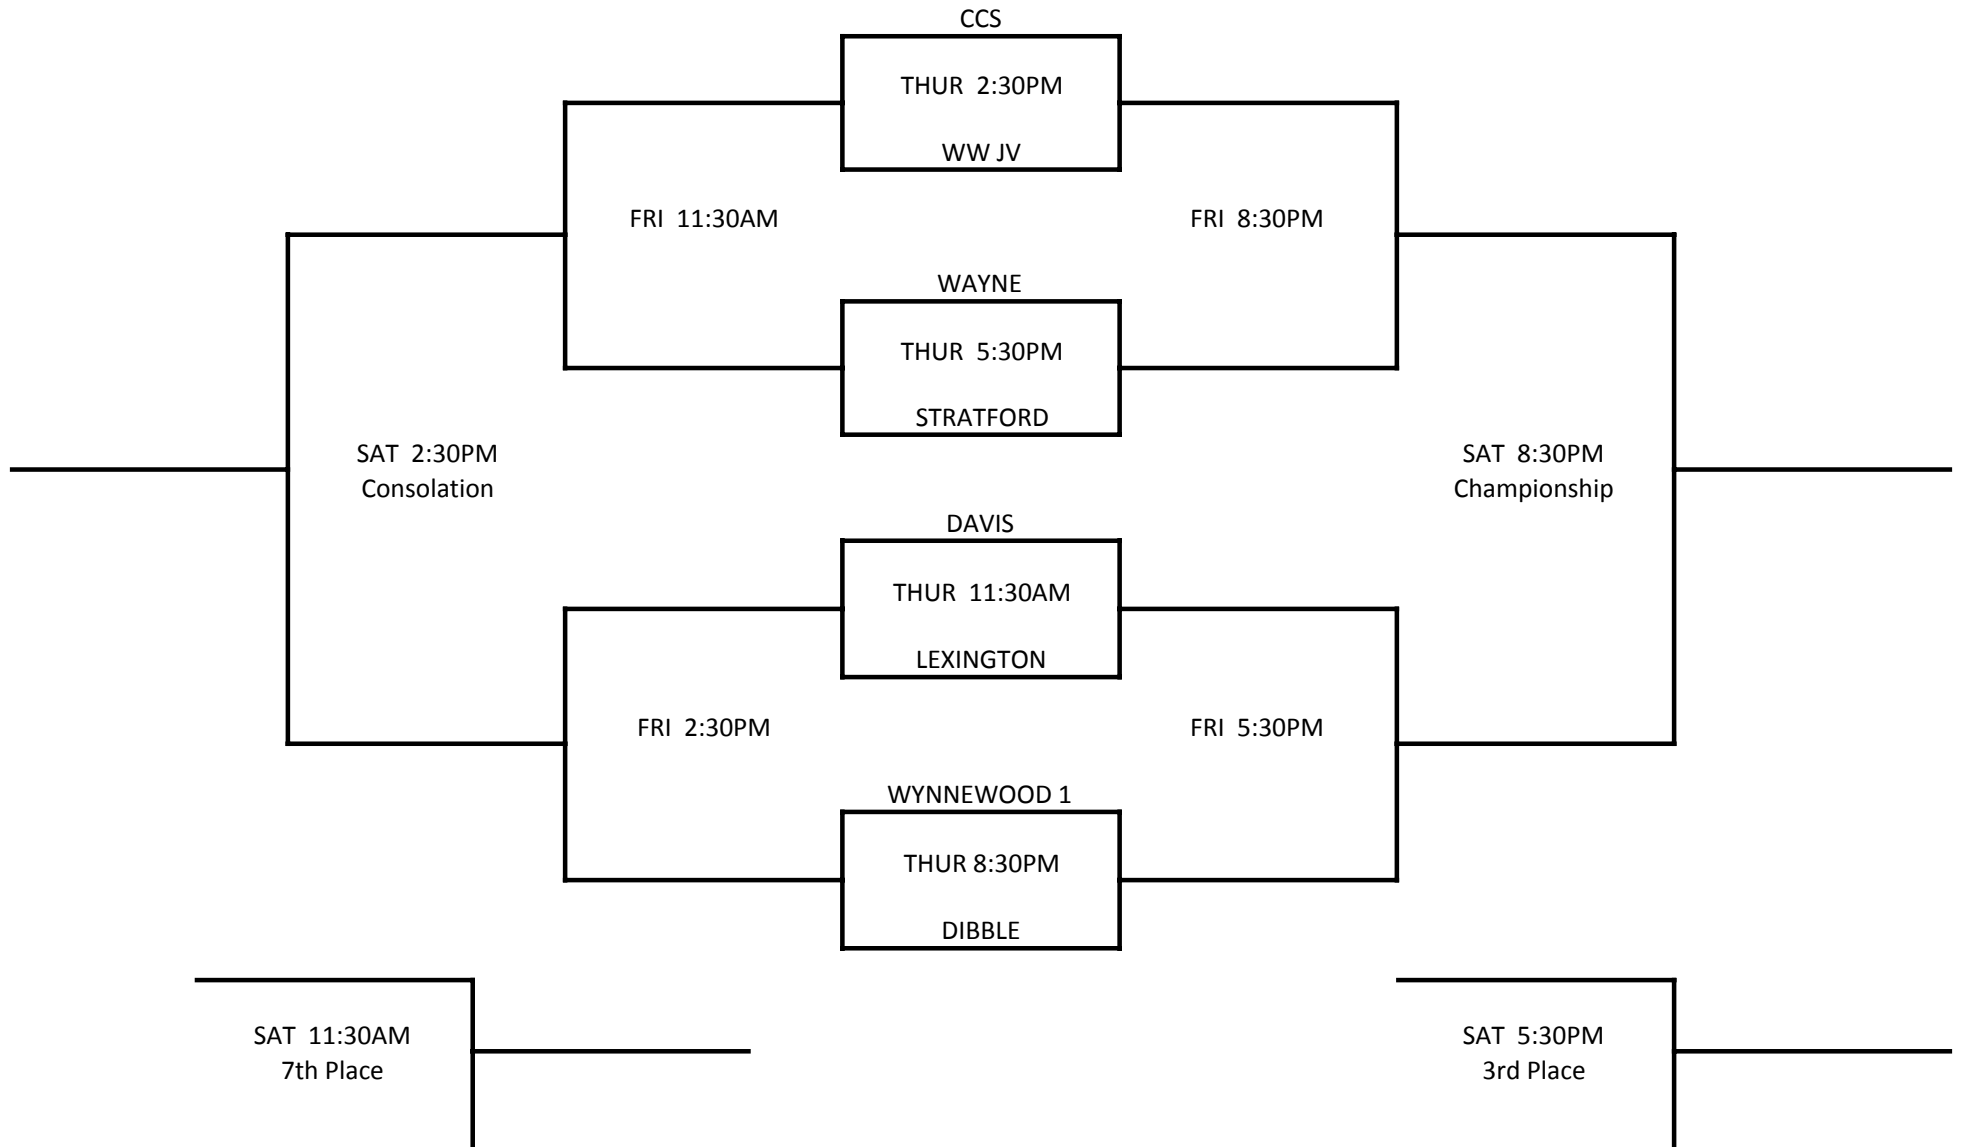 CCS
THUR 2:30PM
WW JV
FRI 11:30AM
FRI 8:30PM
WAYNE
THUR 5:30PM
STRATFORD
SAT 2:30PM
Consolation
SAT 8:30PM
Championship
DAVIS
THUR 11:30AM
LEXINGTON
FRI 2:30PM
FRI 5:30PM
WYNNEWOOD 1
THUR 8:30PM
DIBBLE
SAT 11:30AM
7th Place
SAT 5:30PM
3rd Place